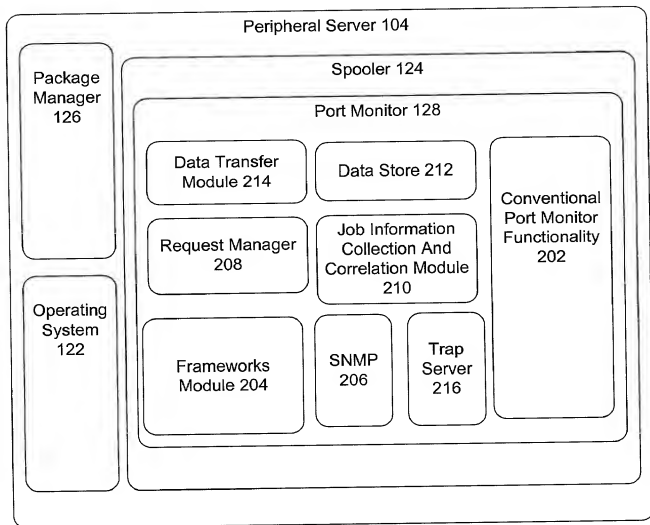 Peripheral Server 104
Package
Manager
126
Operating
System
122
Spooler 124
Port Monitor 128
Data Transfer
Module 214
Data Store 212
Request Manager
208
Job Information
Collection And
Correlation Module
210
Frameworks
Module 204
SNMP
206
Trap
Server
216
Conventional
Port Monitor
Functionality
202